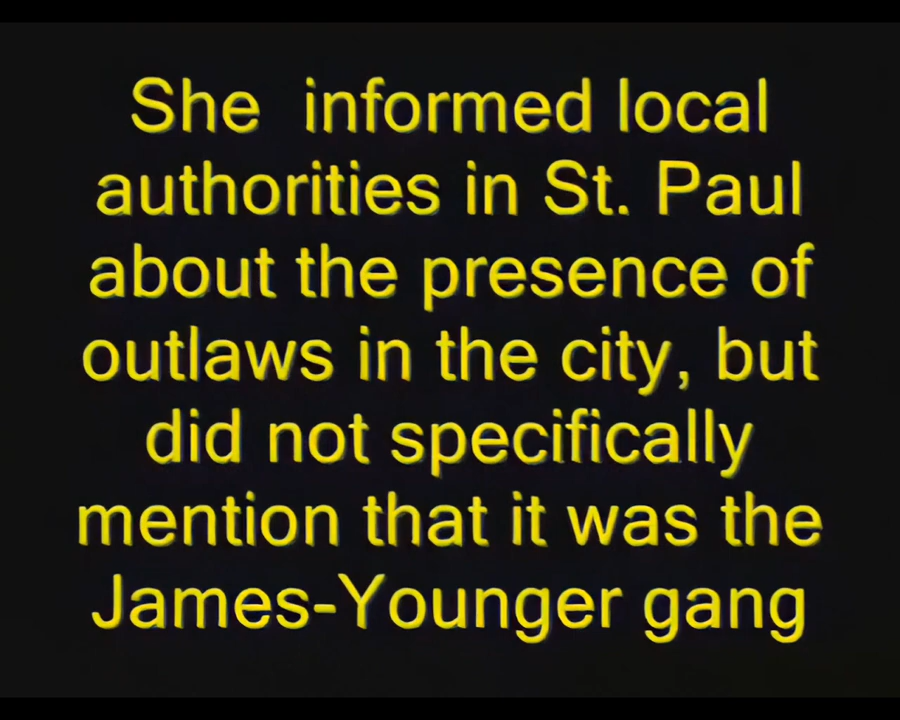 She  informed local
authorities in St. Paul
about the presence of
outlaws in the city, but
did not specifically
mention that it was the
James-Younger gang